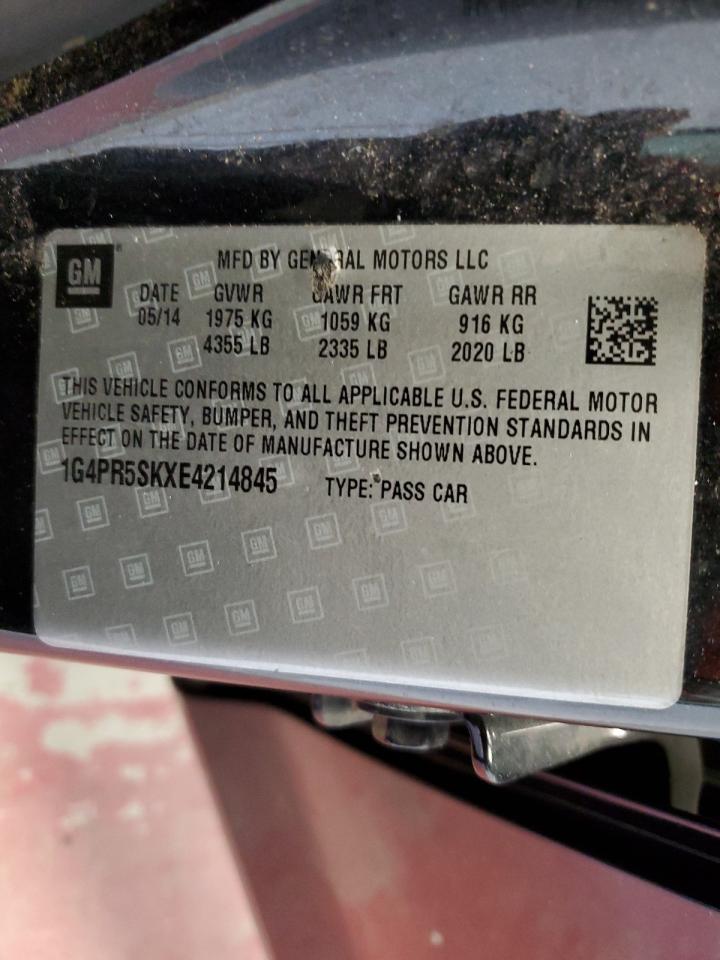 GM
MFD BY GENERAL MOTORS LLC
DATE GVWR GAWR FRT GAWR RR
05/14 1975 KG 1059 KG 916 KG
4355 LB 2335 LB 2020 LB
THIS VEHICLE CONFORMS TO ALL APPLICABLE U.S. FEDERAL MOTOR
VEHICLE SAFETY, BUMPER, AND THEFT PREVENTION STANDARDS IN
EFFECT ON THE DATE OF MANUFACTURE SHOWN ABOVE.
1G4PR5SKXE4214845 TYPE: PASS CAR